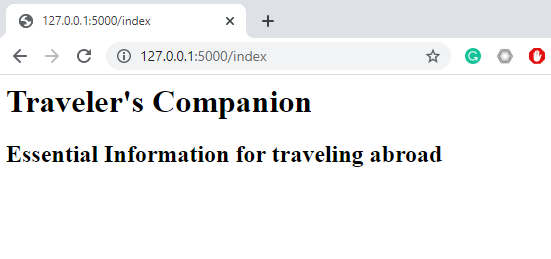 127.0.0.1:5000/index
127.0.0.1:5000/index
Traveler's Companion
Essential Information for traveling abroad